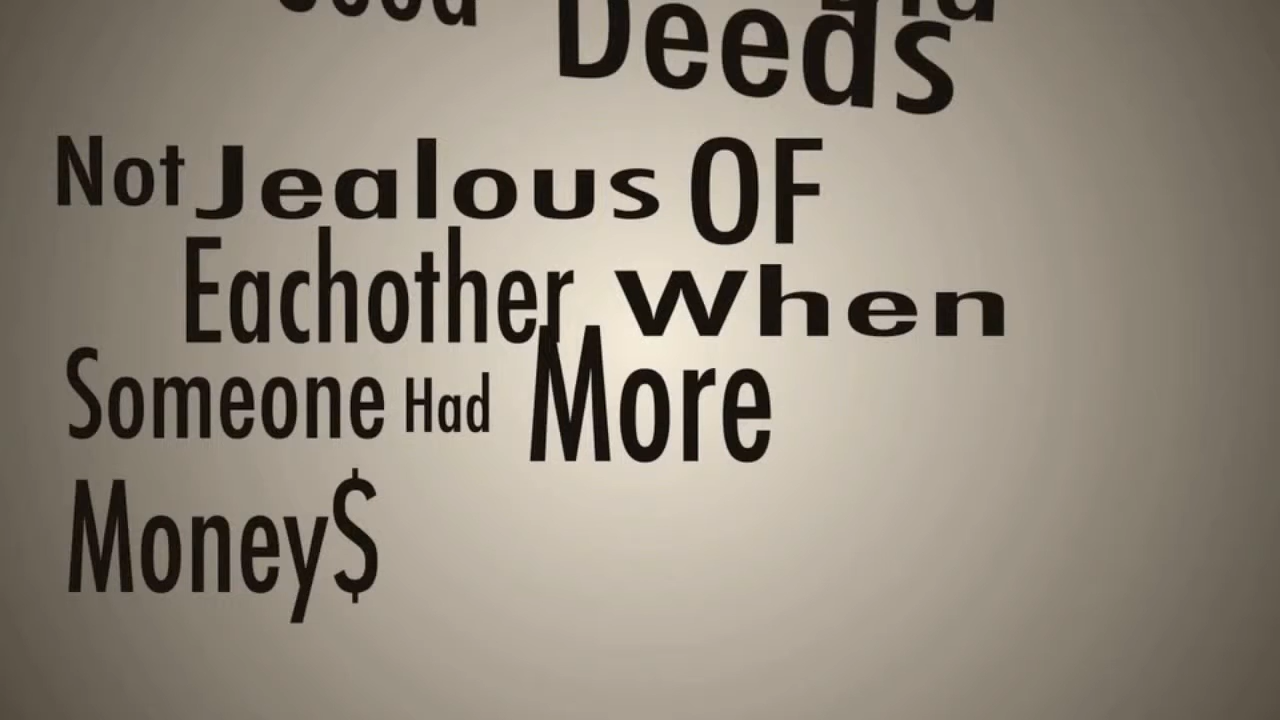 Deeds
Not Jealous OF
Eachother When
Someone Had More
Money$